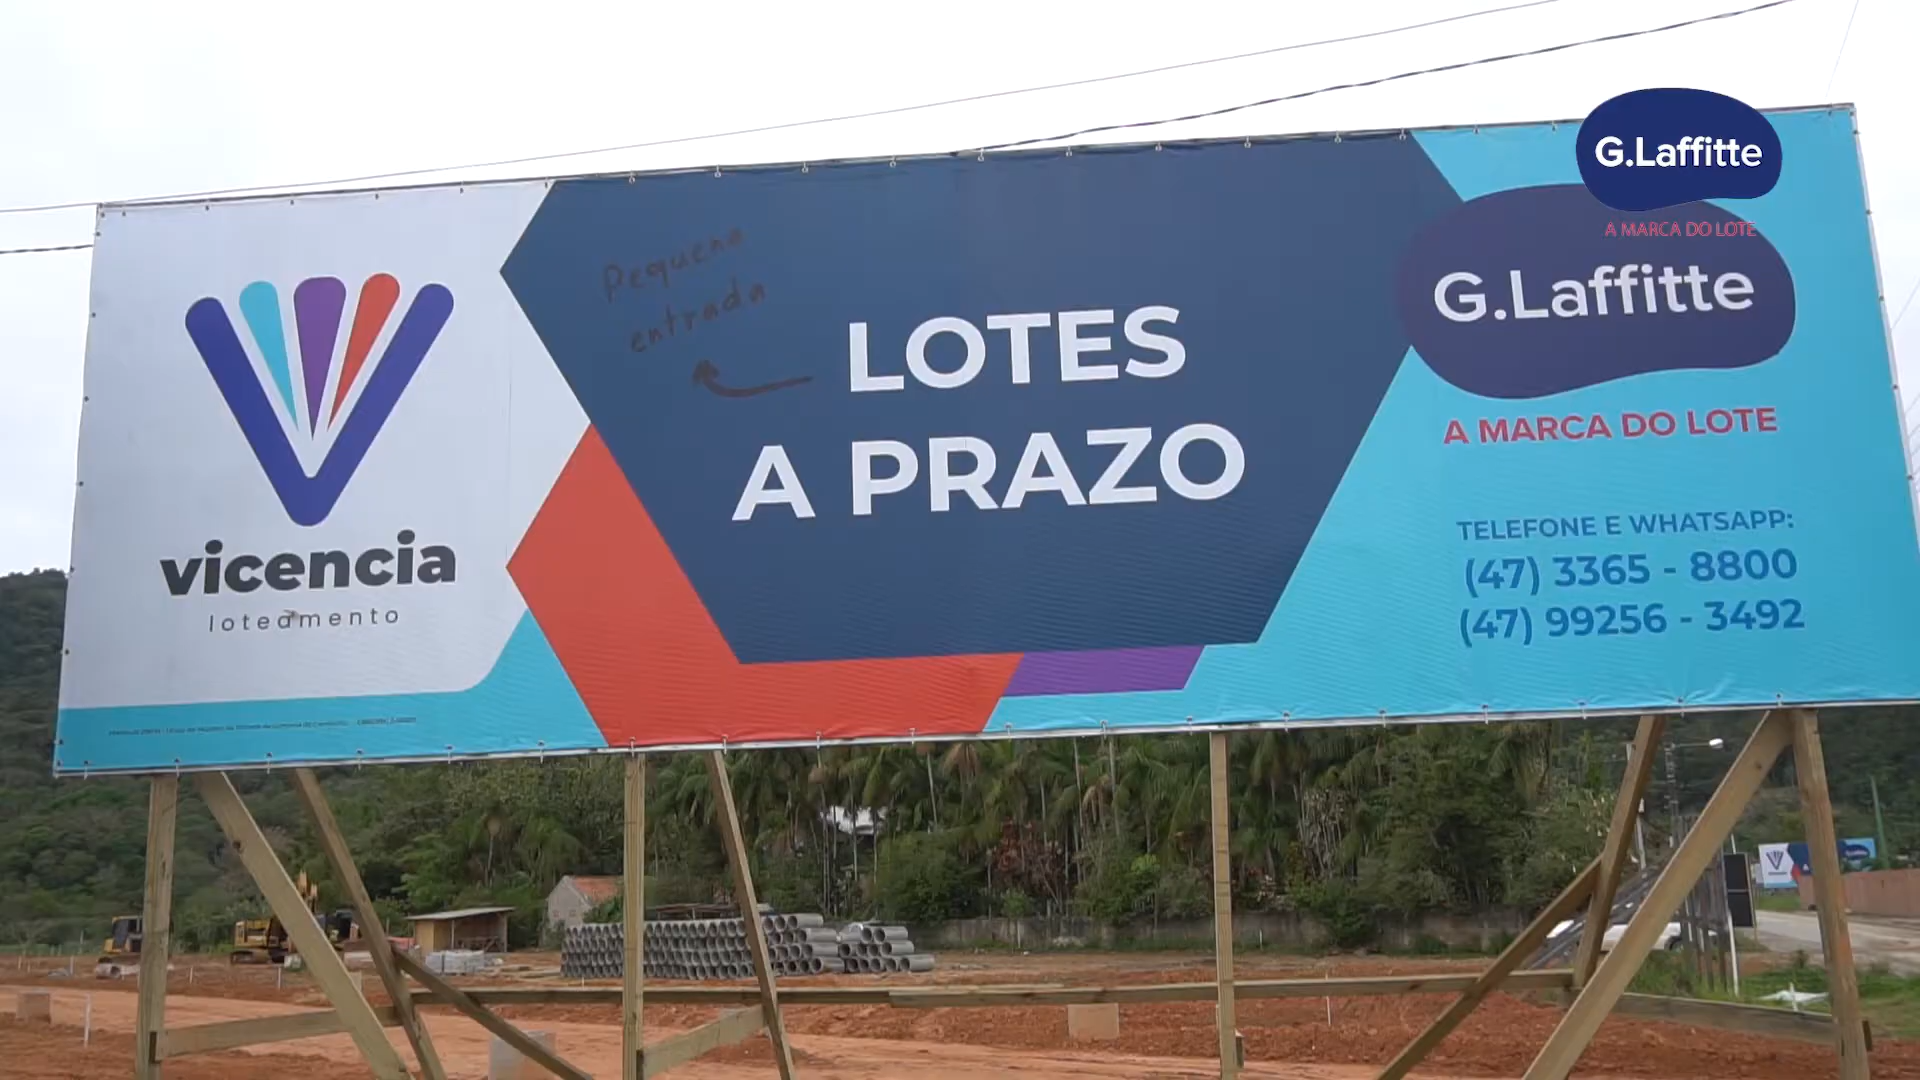 vicencia
loteamento
Pequena
entrada
LOTES
A PRAZO
G.Laffitte
A MARCA DO LOTE
G.Laffitte
A MARCA DO LOTE
TELEFONE E WHATSAPP:
(47) 3365 - 8800
(47) 99256 - 3492